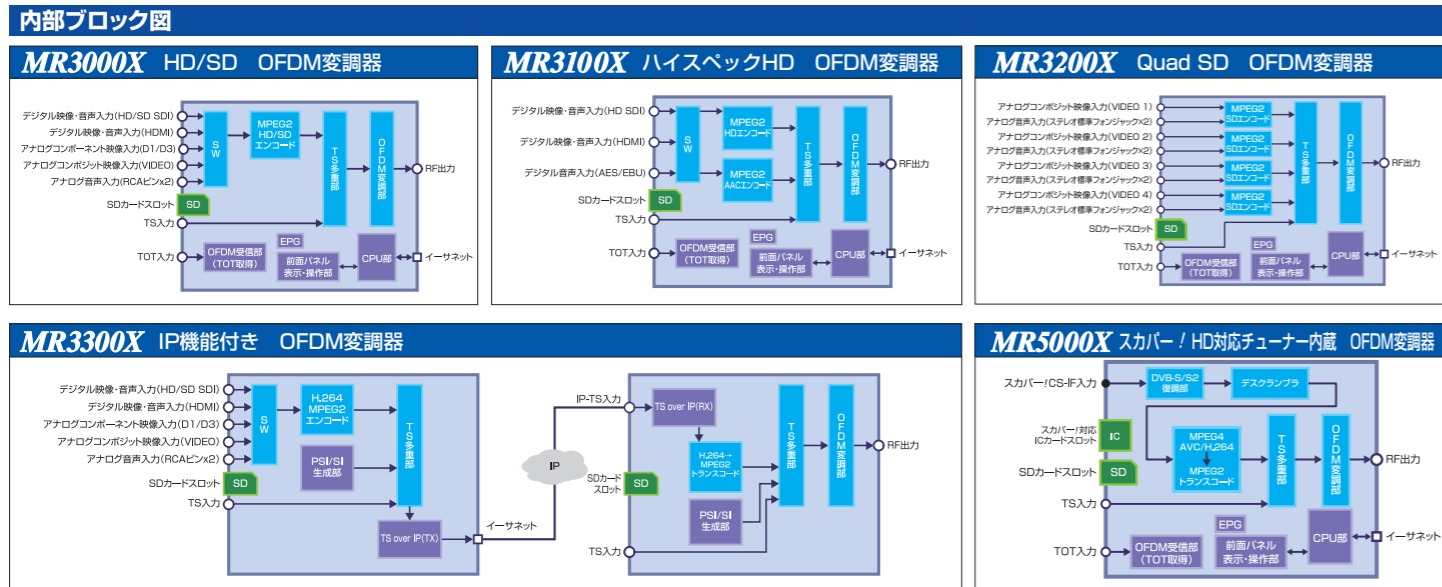 内部ブロック図
MR3000X HD/SD OFDM変調器
デジタル映像・音声入力(HD/SD SDI)
デジタル映像・音声入力(HDMI)
アナログコンポーネント映像入力(D1/D3)
アナログコンポジット映像入力(VIDEO)
アナログ音声入力(RCAピンx2)
SDカードスロット
TS入力
TOT入力
SW
MPEG2
HD/SD
エンコード
TS多重部
OFDM変調部
RF出力
SD
OFDM受信部
(TOT取得)
EPG
前面パネル
表示・操作部
CPU部
イーサネット
MR3100X ハイスペックHD OFDM変調器
デジタル映像・音声入力(HD SDI)
デジタル映像・音声入力(HDMI)
デジタル音声入力(AES/EBU)
SDカードスロット
TS入力
TOT入力
SW
MPEG2
HDエンコード
MPEG2
AACエンコード
TS多重部
OFDM変調部
RF出力
SD
OFDM受信部
(TOT取得)
EPG
前面パネル
表示・操作部
CPU部
イーサネット
MR3200X Quad SD OFDM変調器
アナログコンポジット映像入力(VIDEO 1)
アナログ音声入力(ステレオ標準フォンジャック×2)
アナログコンポジット映像入力(VIDEO 2)
アナログ音声入力(ステレオ標準フォンジャック×2)
アナログコンポジット映像入力(VIDEO 3)
アナログ音声入力(ステレオ標準フォンジャック×2)
アナログコンポジット映像入力(VIDEO 4)
アナログ音声入力(ステレオ標準フォンジャック×2)
SDカードスロット
TS入力
TOT入力
MPEG2
SDエンコード
MPEG2
SDエンコード
MPEG2
SDエンコード
MPEG2
SDエンコード
TS多重部
OFDM変調部
RF出力
SD
OFDM受信部
(TOT取得)
EPG
前面パネル
表示・操作部
CPU部
イーサネット
MR3300X IP機能付き OFDM変調器
デジタル映像・音声入力(HD/SD SDI)
デジタル映像・音声入力(HDMI)
アナログコンポーネント映像入力(D1/D3)
アナログコンポジット映像入力(VIDEO)
アナログ音声入力(RCAピンx2)
SDカードスロット
TS入力
SW
H.264
MPEG2
エンコード
PSI/SI
生成部
TS多重部
SD
TS over IP(TX)
イーサネット
IP
IP-TS入力
SDカード
スロット
TS入力
TS over IP(RX)
H.264→
MPEG2
トランスコード
SD
PSI/SI
生成部
TS多重部
OFDM変調部
RF出力
MR5000X スカパー!HD対応チューナー内蔵 OFDM変調器
スカパー!CS-IF入力
スカパー!対応
ICカードスロット
SDカードスロット
TS入力
TOT入力
DVB-S/S2
復調部
デスクランブラ
IC
SD
MPEG4
AVC/H.264
MPEG2
トランスコード
TS多重部
OFDM変調部
RF出力
OFDM受信部
(TOT取得)
EPG
前面パネル
表示・操作部
CPU部
イーサネット